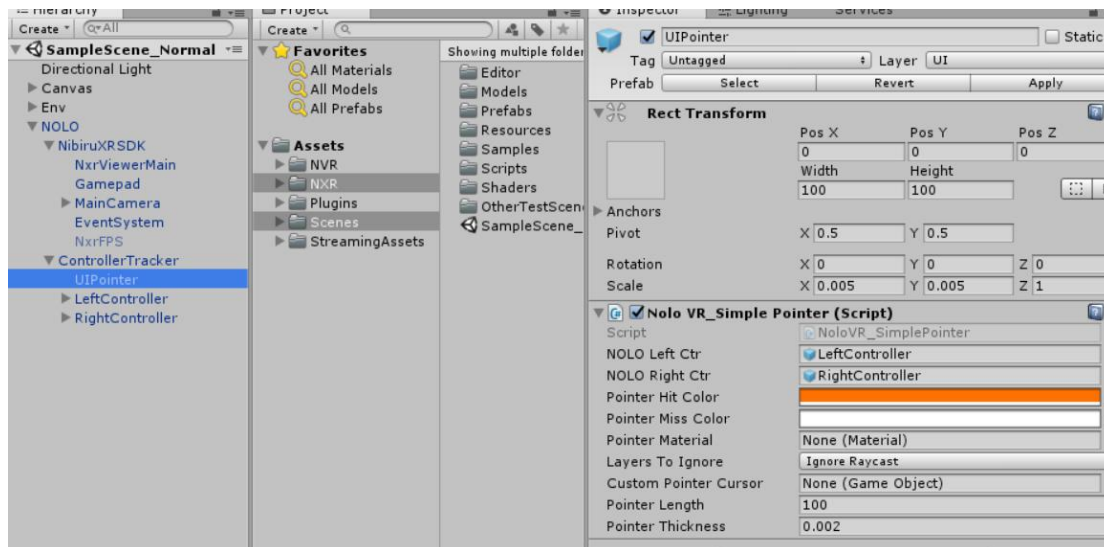 Hierarchy
Create
All
SampleScene_Normal
Directional Light
Canvas
Env
NOLO
NibiruXRSDK
NxrViewerMain
Gamepad
MainCamera
EventSystem
NxrFPS
ControllerTracker
UIPointer
LeftController
RightController
Project
Create
Favorites
All Materials
All Models
All Prefabs
Assets
NVR
NXR
Plugins
Scenes
StreamingAssets
Showing multiple folder
Editor
Models
Prefabs
Resources
Samples
Scripts
Shaders
OtherTestScen
SampleScene_
Inspector Lighting Services
UIPointer Static
Tag Untagged Layer UI
Prefab Select Revert Apply
Rect Transform
Pos X Pos Y Pos Z
0 0 0
Width Height
100 100
Anchors
Pivot X 0.5 Y 0.5
Rotation X 0 Y 0 Z 0
Scale X 0.005 Y 0.005 Z 1
Nolo VR_Simple Pointer (Script)
Script NoloVR_SimplePointer
NOLO Left Ctr LeftController
NOLO Right Ctr RightController
Pointer Hit Color
Pointer Miss Color
Pointer Material None (Material)
Layers To Ignore Ignore Raycast
Custom Pointer Cursor None (Game Object)
Pointer Length 100
Pointer Thickness 0.002